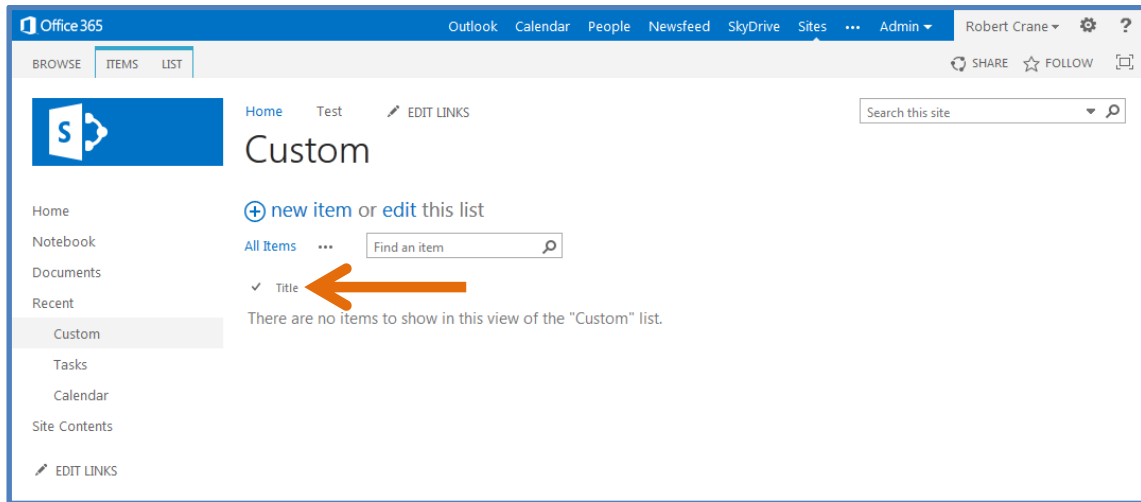 Office 365 Outlook Calendar People Newsfeed SkyDrive Sites ••• Admin Robert Crane ?
BROWSE ITEMS LIST SHARE FOLLOW
S
Home Test EDIT LINKS Search this site
Custom
new item or edit this list
All Items ••• Find an item
Title
There are no items to show in this view of the "Custom" list.
Home
Notebook
Documents
Recent
Custom
Tasks
Calendar
Site Contents
EDIT LINKS